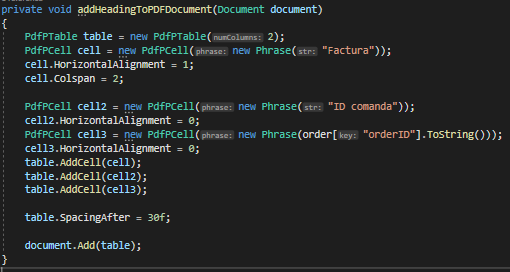 private void addHeadingToPDFDocument(Document document)
{
PdfPTable table = new PdfPTable(numColumns: 2);
PdfPCell cell = new PdfPCell(phrase: new Phrase(str: "Factura"));
cell.HorizontalAlignment = 1;
cell.Colspan = 2;
PdfPCell cell2 = new PdfPCell(phrase: new Phrase(str: "ID comanda"));
cell2.HorizontalAlignment = 0;
PdfPCell cell3 = new PdfPCell(phrase: new Phrase(order[key: "orderID"].ToString()));
cell3.HorizontalAlignment = 0;
table.AddCell(cell);
table.AddCell(cell2);
table.AddCell(cell3);
table.SpacingAfter = 30f;
document.Add(table);
}